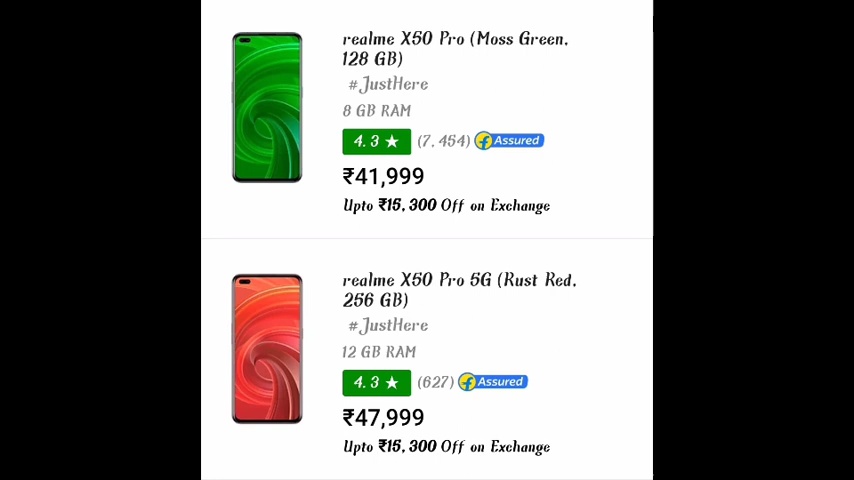 realme X50 Pro (Moss Green,
128 GB)
#JustHere
8 GB RAM
4.3 ★ (7,454) f Assured
₹41,999
Upto ₹15,300 Off on Exchange
realme X50 Pro 5G (Rust Red,
256 GB)
#JustHere
12 GB RAM
4.3 ★ (627) f Assured
₹47,999
Upto ₹15,300 Off on Exchange